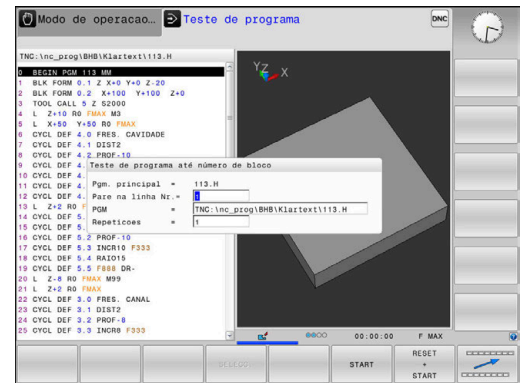 Modo de operacao... Teste de programa
DNC
TNC:\nc_prog\BHB\Klartext\113.H
0 BEGIN PGM 113 MM
1 BLK FORM 0.1 Z X+0 Y+0 Z-20
2 BLK FORM 0.2 X+100 Y+100 Z+0
3 TOOL CALL 5 Z S2000
4 L Z+10 R0 FMAX M3
5 L X+50 Y+50 R0 FMAX
6 CYCL DEF 4.0 FRES. CAVIDADE
7 CYCL DEF 4.1 DIST2
8 CYCL DEF 4.2 PROF-10
9 CYCL DEF 4.
10 CYCL DEF 4.
11 CYCL DEF 4.
12 CYCL DEF 4.
13 L Z+2 R0 F
14 CYCL DEF 5.
15 CYCL DEF 5.
16 CYCL DEF 5.2 PROF-10
17 CYCL DEF 5.3 INCR10 F333
18 CYCL DEF 5.4 RAIO15
19 CYCL DEF 5.5 F888 DR-
20 L Z-8 R0 FMAX M99
21 L Z+2 R0 FMAX
22 CYCL DEF 3.0 FRES. CANAL
23 CYCL DEF 3.1 DIST2
24 CYCL DEF 3.2 PROF-8
25 CYCL DEF 3.3 INCR8 F333
Y Z X
Teste de programa até número de bloco
Pgm. principal = 113.H
Pare na linha Nr.= 1
PGM = TNC:\nc_prog\BHB\Klartext\113.H
Repeticoes = 1
00:00:00 F MAX
START
RESET
+
START